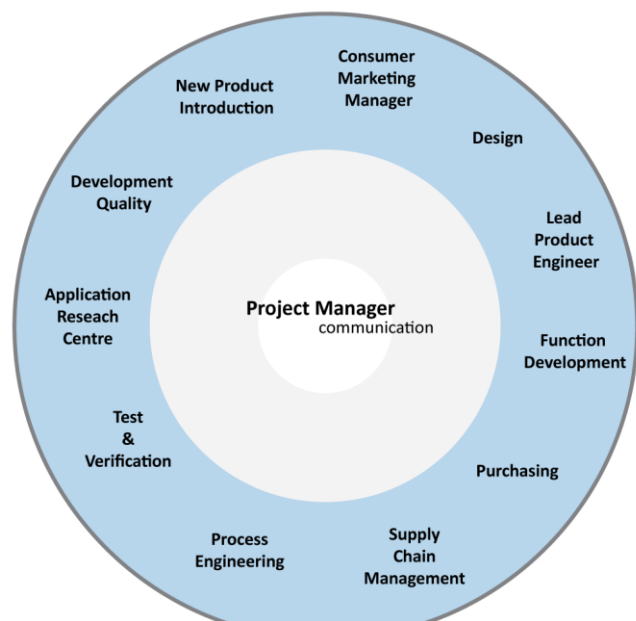 Consumer
Marketing
Manager
New Product
Introduction
Design
Development
Quality
Lead
Product
Engineer
Application
Reseach
Centre
Project Manager
communication
Function
Development
Test
&
Verification
Purchasing
Process
Engineering
Supply
Chain
Management